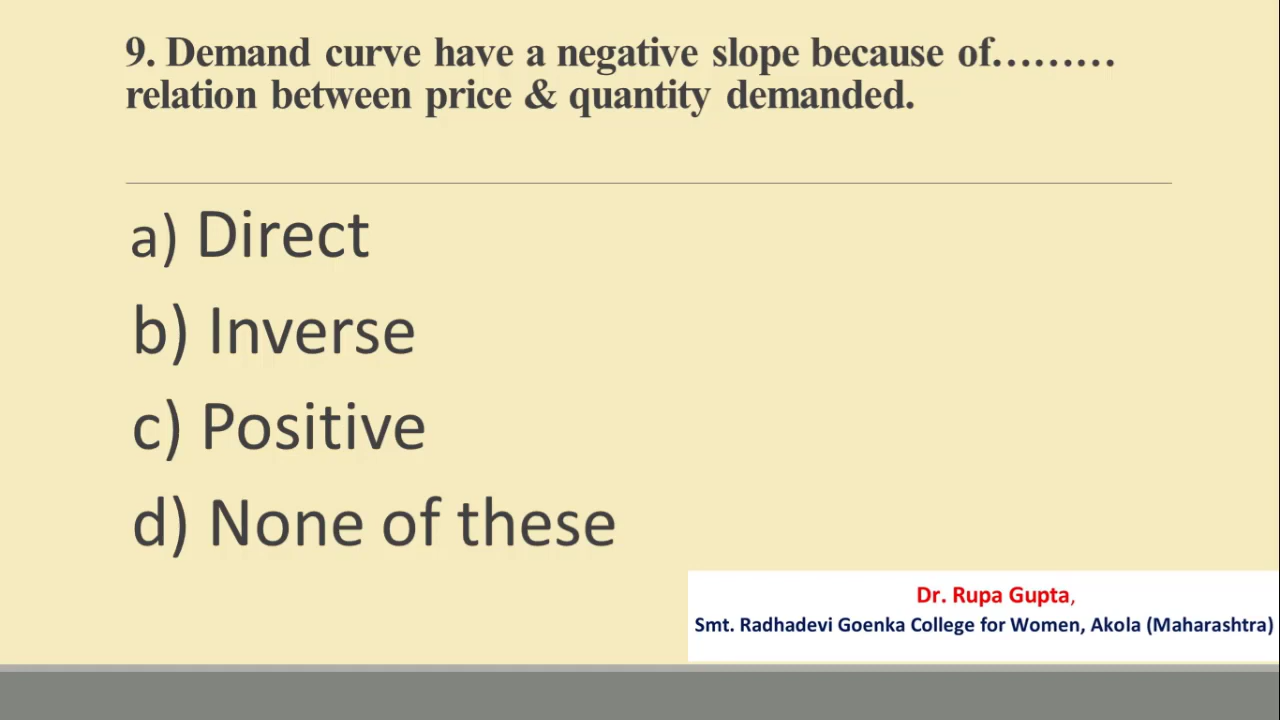 9. Demand curve have a negative slope because of.........
relation between price & quantity demanded.
a) Direct
b) Inverse
c) Positive
d) None of these
Dr. Rupa Gupta,
Smt. Radhadevi Goenka College for Women, Akola (Maharashtra)